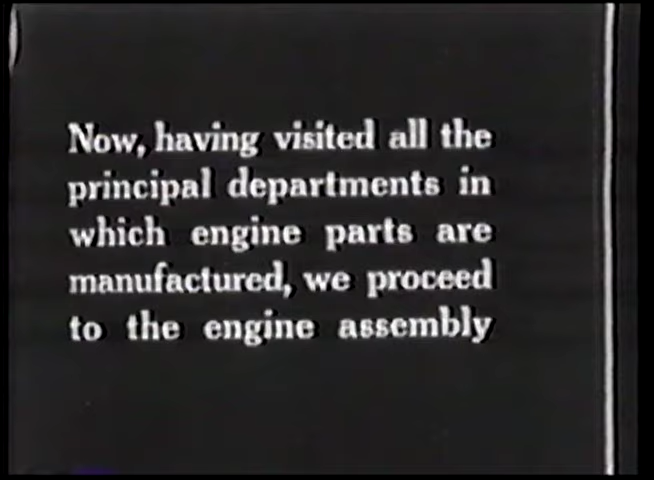 Now, having visited all the
principal departments in
which engine parts are
manufactured, we proceed
to the engine assembly